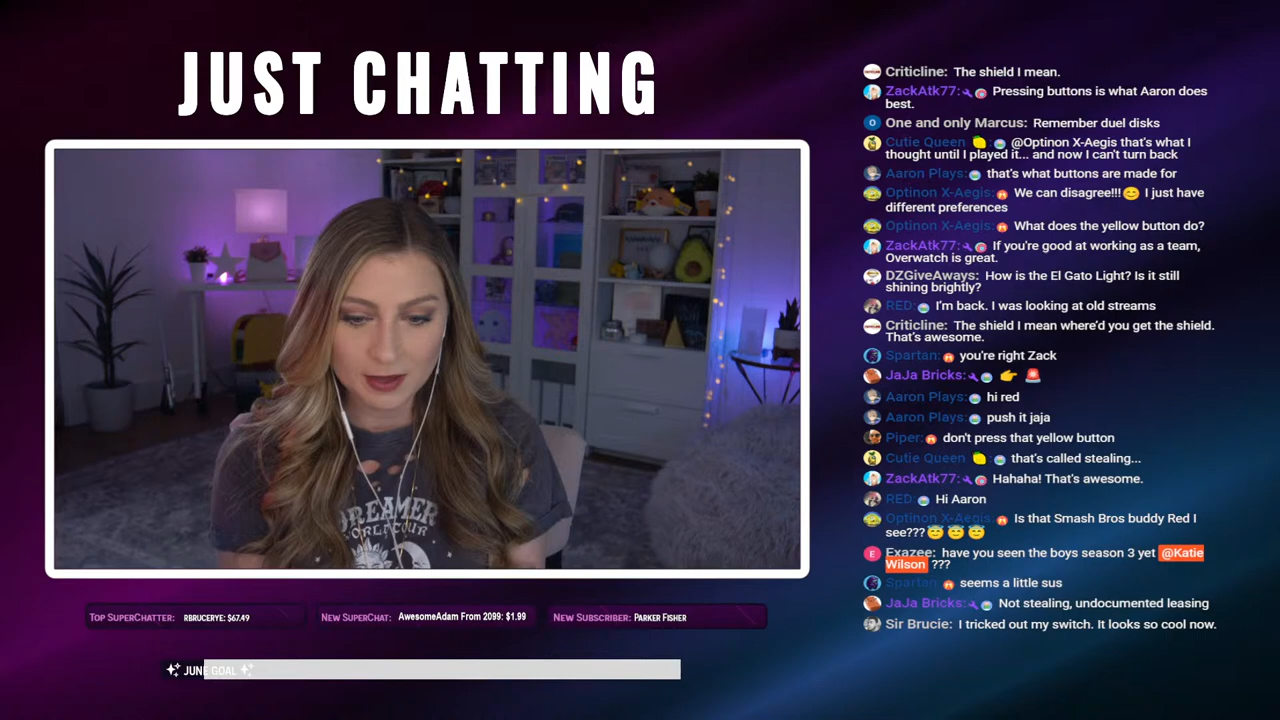 JUST CHATTING
Criticline: The shield I mean.
ZackAtk77: Pressing buttons is what Aaron does
best.
One and only Marcus: Remember duel disks
Cutie Queen: @Optinon X-Aegis that's what I
thought until I played it... and now I can't turn back
Aaron Plays: that's what buttons are made for
Optinon X-Aegis: We can disagree!!!😊 I just have
different preferences
Optinon X-Aegis: What does the yellow button do?
ZackAtk77: If you're good at working as a team,
Overwatch is great.
DZGiveAways: How is the El Gato Light? Is it still
shining brightly?
RED: I'm back. I was looking at old streams
Criticline: The shield I mean where'd you get the shield.
That's awesome.
Spartan: you're right Zack
JaJa Bricks: 👉 🚨
Aaron Plays: hi red
Aaron Plays: push it jaja
Piper: don't press that yellow button
Cutie Queen: that's called stealing...
ZackAtk77: Hahaha! That's awesome.
RED: Hi Aaron
Optinon X-Aegis: Is that Smash Bros buddy Red I
see???😇 😇 😇
E Exazee: have you seen the boys season 3 yet @Katie
Wilson ???
Spartan: seems a little sus
JaJa Bricks: Not stealing, undocumented leasing
Sir Brucie: I tricked out my switch. It looks so cool now.
DREAMER
WORLD TOUR
TOP SUPERCHATTER: RBRUCERYE: $67.49
NEW SUPERCHAT: AWESOMEADAM FROM 2099: $1.99
NEW SUBSCRIBER: PARKER FISHER
JUNE GOAL